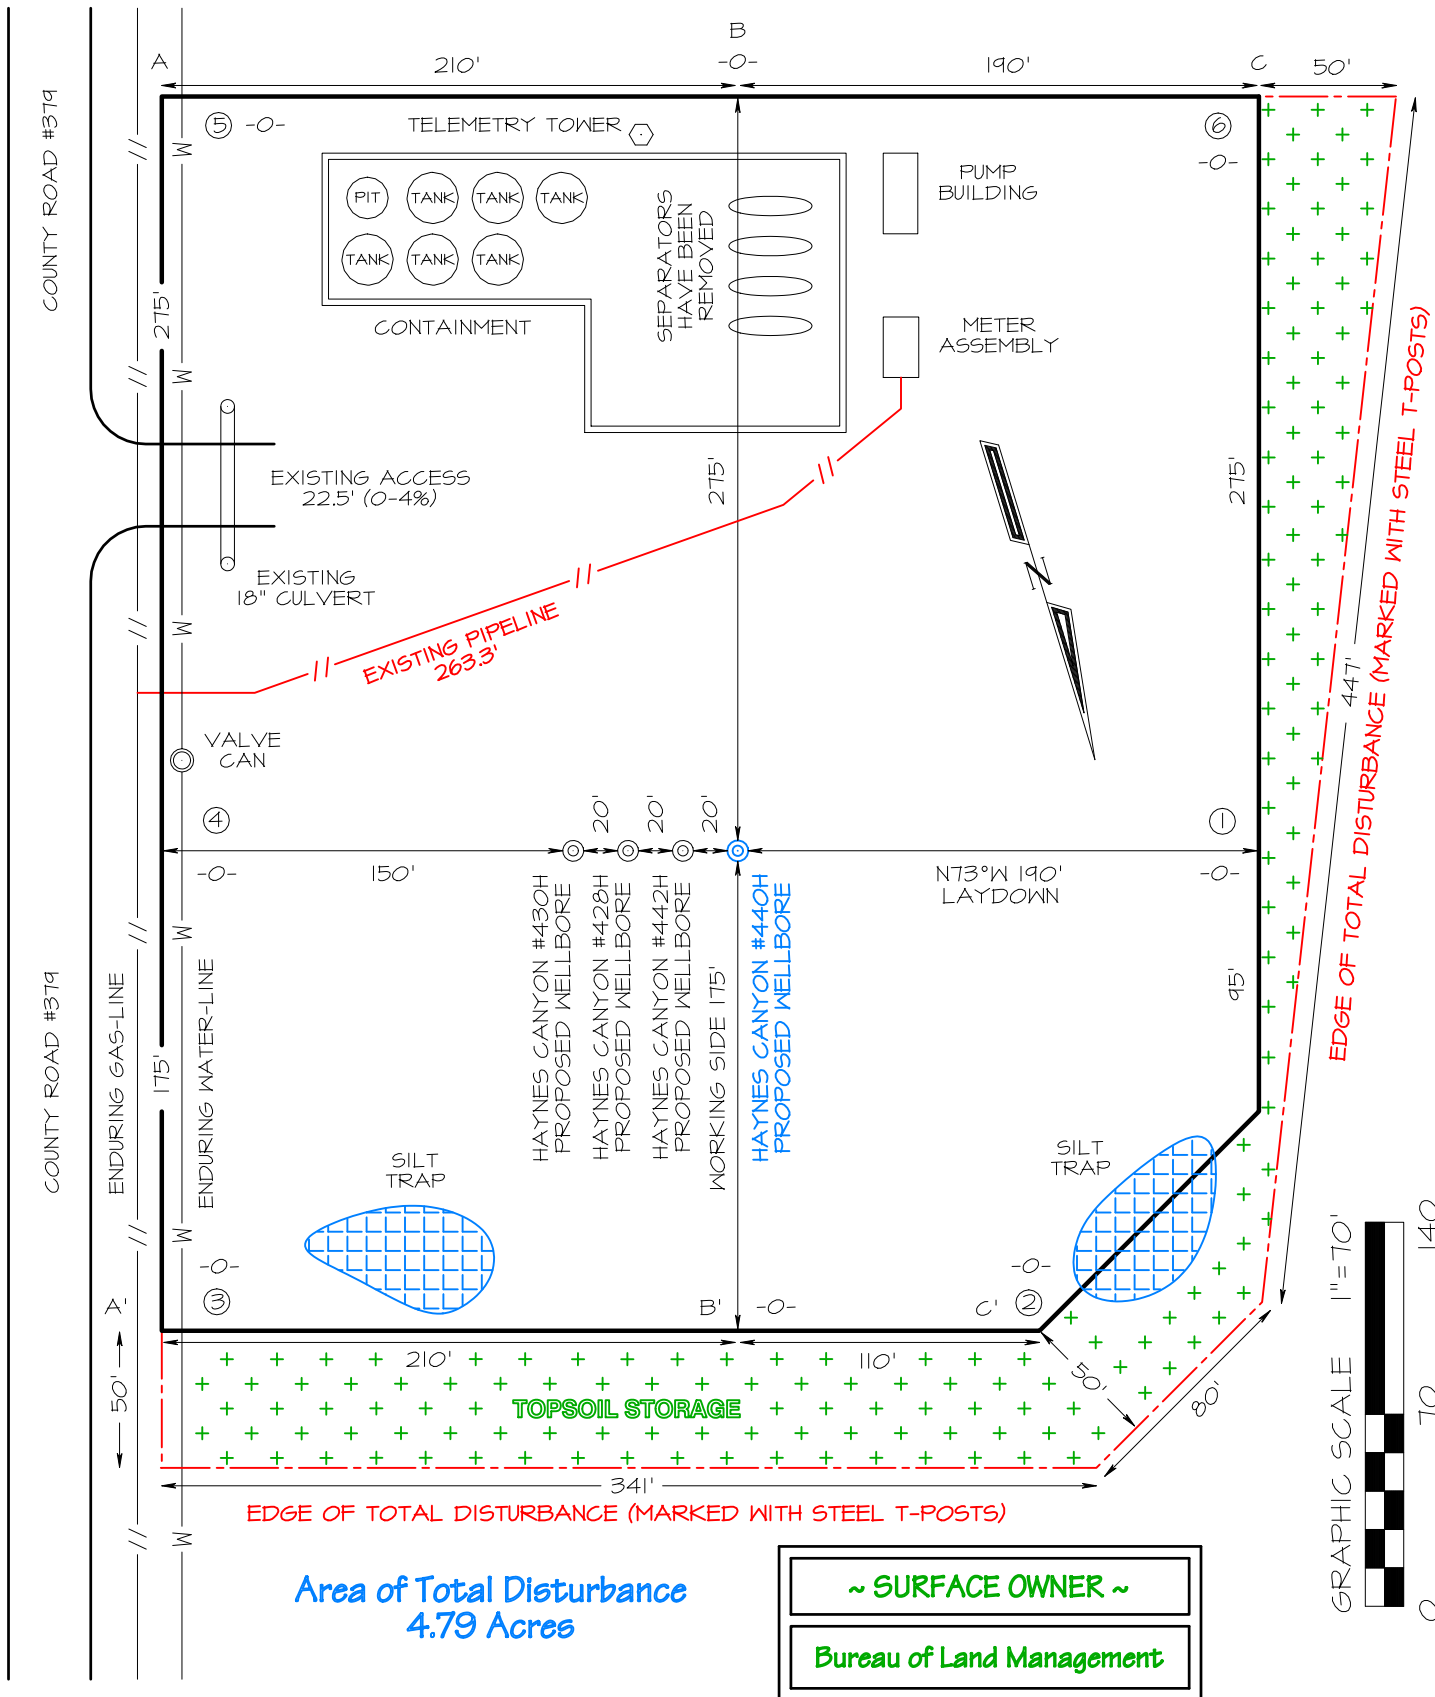 B
A
210'
-0-
190'
C
50'
COUNTY ROAD #379
5 -0-
TELEMETRY TOWER
6
-0-
//
M
PIT
TANK
TANK
TANK
TANK
TANK
TANK
SEPARATORS
HAVE BEEN
REMOVED
PUMP
BUILDING
CONTAINMENT
METER
ASSEMBLY
275'
//
M
275'
275'
//
EXISTING ACCESS
22.5' (0-4%)
EXISTING
18" CULVERT
N
//
M
//
//
EXISTING PIPELINE
263.3'
447'
EDGE OF TOTAL DISTURBANCE (MARKED WITH STEEL T-POSTS)
VALVE
CAN
4
20'
20'
20'
1
-0-
150'
N73°W 190'
LAYDOWN
-0-
//
M
COUNTY ROAD #379
ENDURING GAS-LINE
175'
ENDURING WATER-LINE
HAYNES CANYON #430H
PROPOSED WELLBORE
HAYNES CANYON #428H
PROPOSED WELLBORE
HAYNES CANYON #442H
PROPOSED WELLBORE
WORKING SIDE 175'
HAYNES CANYON #440H
PROPOSED WELLBORE
95'
SILT
TRAP
SILT
TRAP
//
M
-0-
-0-
A'
3
B'
-0-
C'
2
50'
210'
110'
50'
80'
TOPSOIL STORAGE
341'
EDGE OF TOTAL DISTURBANCE (MARKED WITH STEEL T-POSTS)
//
M
GRAPHIC SCALE 1"=70'
0
70
140
Area of Total Disturbance
4.79 Acres
~ SURFACE OWNER ~
Bureau of Land Management